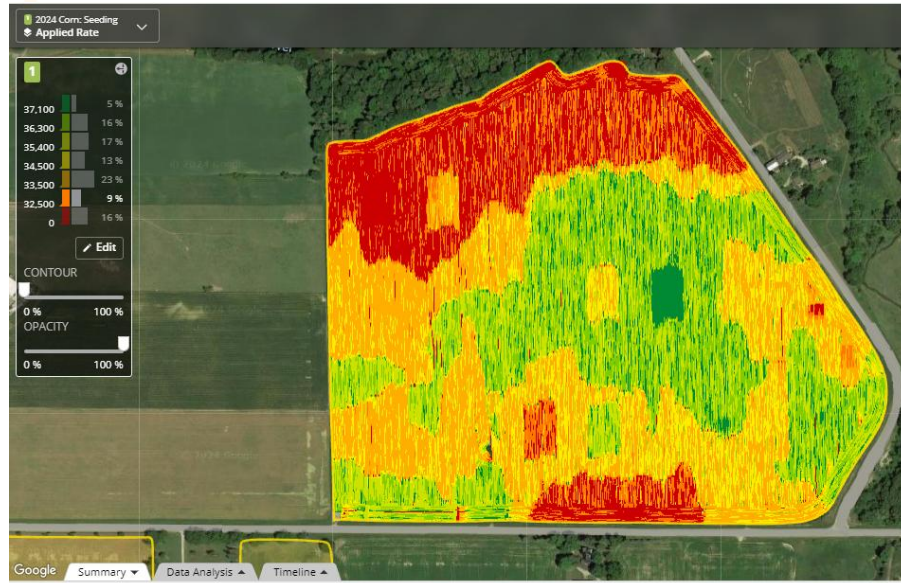 2024 Corn: Seeding
Applied Rate
1
37,100 5 %
36,300 16 %
35,400 17 %
34,500 13 %
33,500 23 %
32,500 9 %
0 16 %
Edit
CONTOUR
0 % 100 %
OPACITY
0 % 100 %
Google
Summary
Data Analysis
Timeline